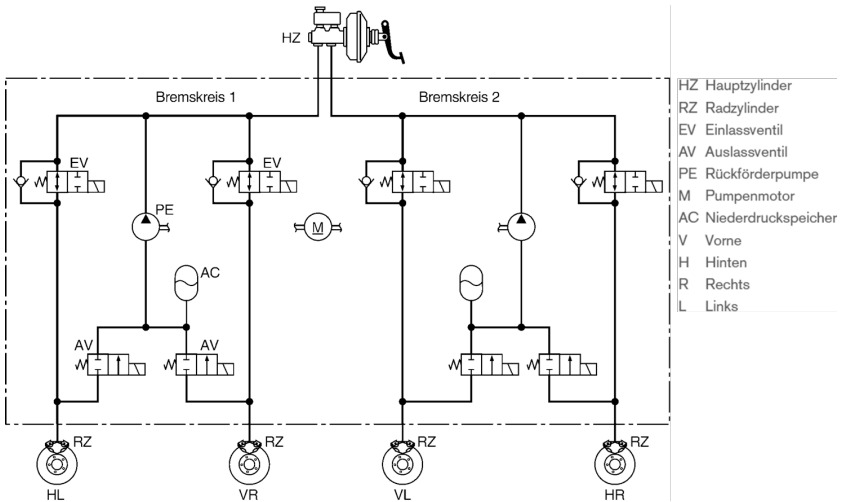 HZ
Bremskreis 1
Bremskreis 2
EV
EV
PE
M
AC
AV
AV
RZ
RZ
RZ
RZ
HL
VR
VL
HR
HZ Hauptzylinder
RZ Radzylinder
EV Einlassventil
AV Auslassventil
PE Rückförderpumpe
M Pumpenmotor
AC Niederdruckspeicher
V Vorne
H Hinten
R Rechts
L Links